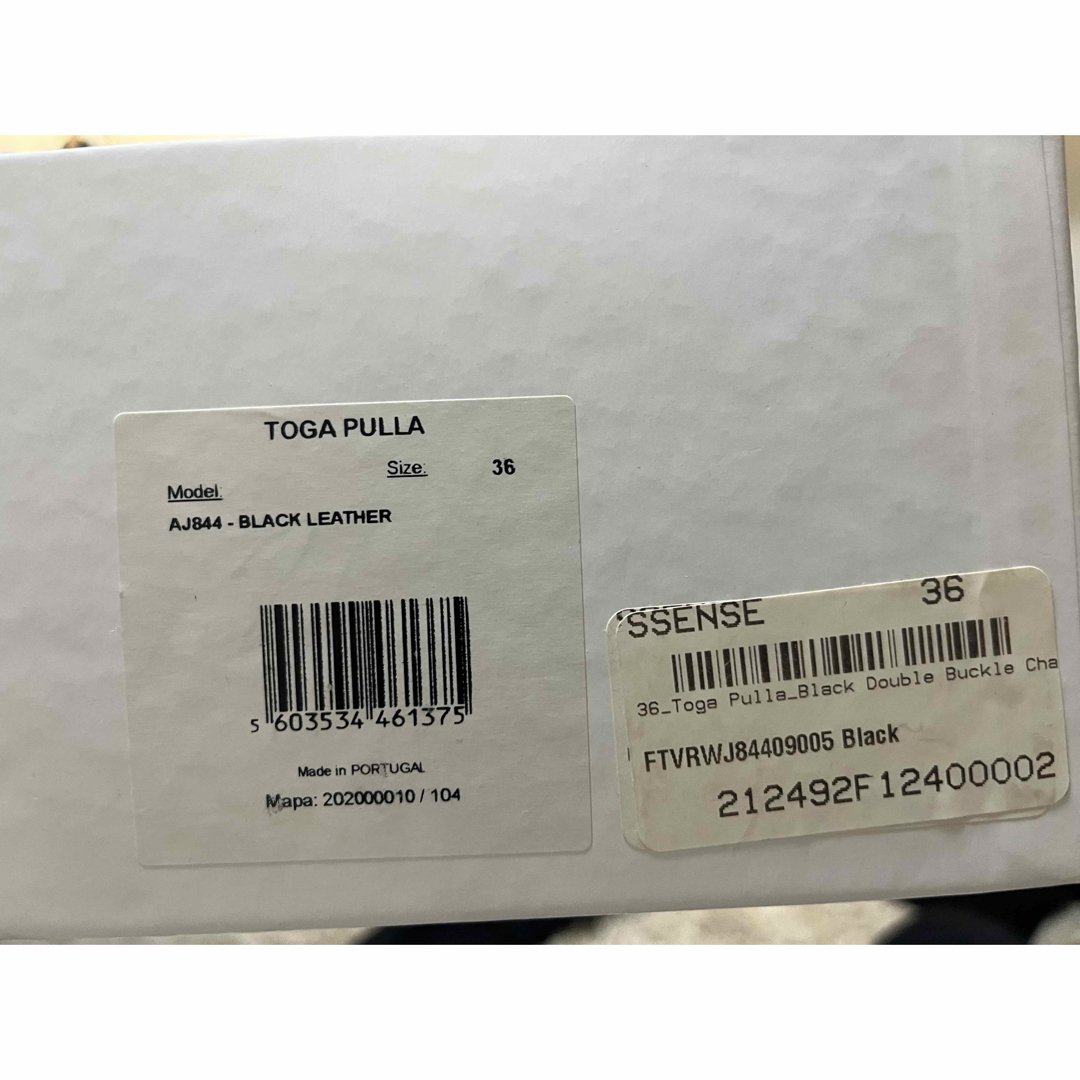 TOGA PULLA
Size: 36
Model:
AJ844 - BLACK LEATHER
5 603534 461375
Made in PORTUGAL
Mapa: 202000010 / 104
SSENSE 36
36_Toga Pulla_Black Double Buckle Cha
FTVRWJ84409005 Black
212492F12400002